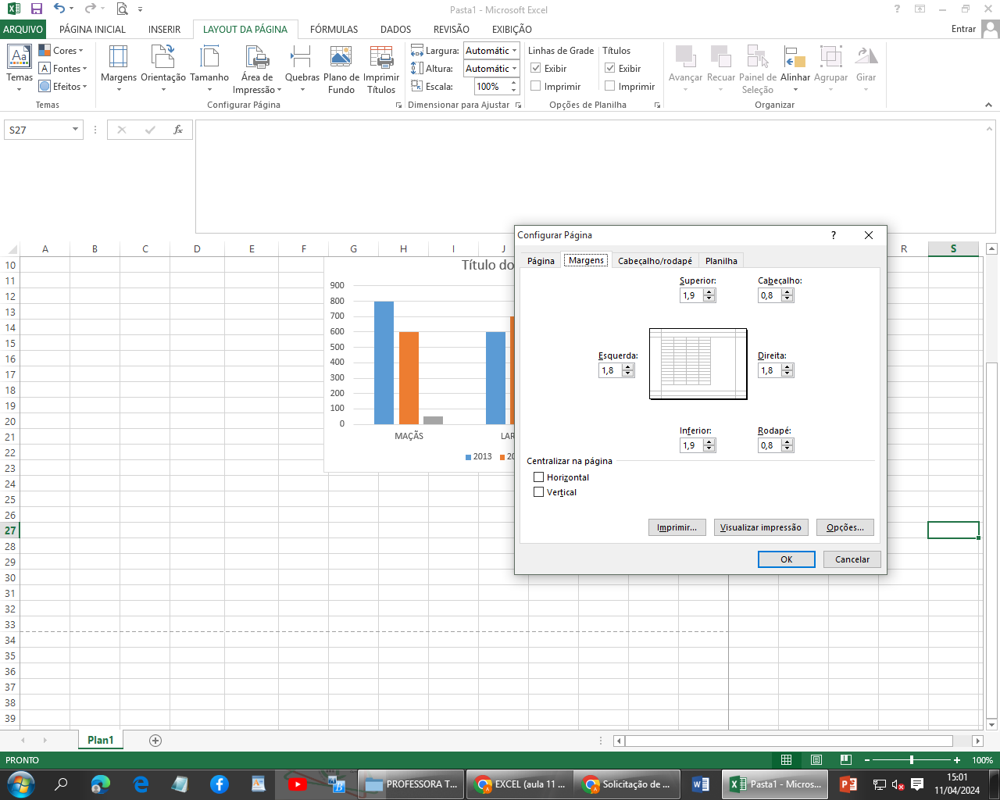 Pasta1 - Microsoft Excel
ARQUIVO PÁGINA INICIAL INSERIR LAYOUT DA PÁGINA FÓRMULAS DADOS REVISÃO EXIBIÇÃO Entrar
Aa Temas
A Cores
Fontes
Efeitos
Temas
Margens Orientação Tamanho Área de Impressão Quebras Plano de Fundo Imprimir Títulos
Configurar Página
Largura: Automátic
Altura: Automátic
Escala: 100%
Dimensionar para Ajustar
Linhas de Grade Títulos
Exibir Exibir
Imprimir Imprimir
Opções de Planilha
Avançar Recuar Painel de Seleção Alinhar Agrupar Girar
Organizar
S27 fx
A B C D E F G H I J R S
10
11
12
13
14
15
16
17
18
19
20
21
22
23
24
25
26
27
28
29
30
31
32
33
34
35
36
37
38
39
Título do
900
800
700
600
500
400
300
200
100
0
MAÇÃS LAR
2013 20
Configurar Página ?
Página Margens Cabeçalho/rodapé Planilha
Superior: Cabeçalho:
1,9 0,8
Esquerda: Direita:
1,8 1,8
Inferior: Rodapé:
1,9 0,8
Centralizar na página
Horizontal
Vertical
Imprimir... Visualizar impressão Opções...
OK Cancelar
Plan1
PRONTO 100%
PROFESSORA T... EXCEL (aula 11 ... Solicitação de ... Pasta1 - Micros...
15:01
11/04/2024